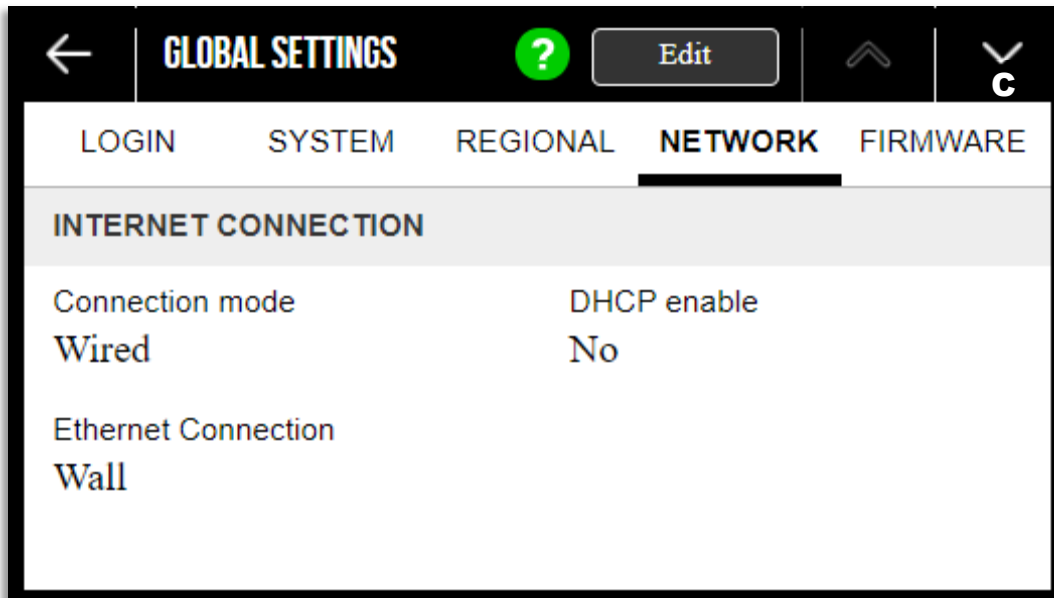 GLOBAL SETTINGS ? Edit
C
LOGIN SYSTEM REGIONAL NETWORK FIRMWARE
INTERNET CONNECTION
Connection mode DHCP enable
Wired No
Ethernet Connection
Wall